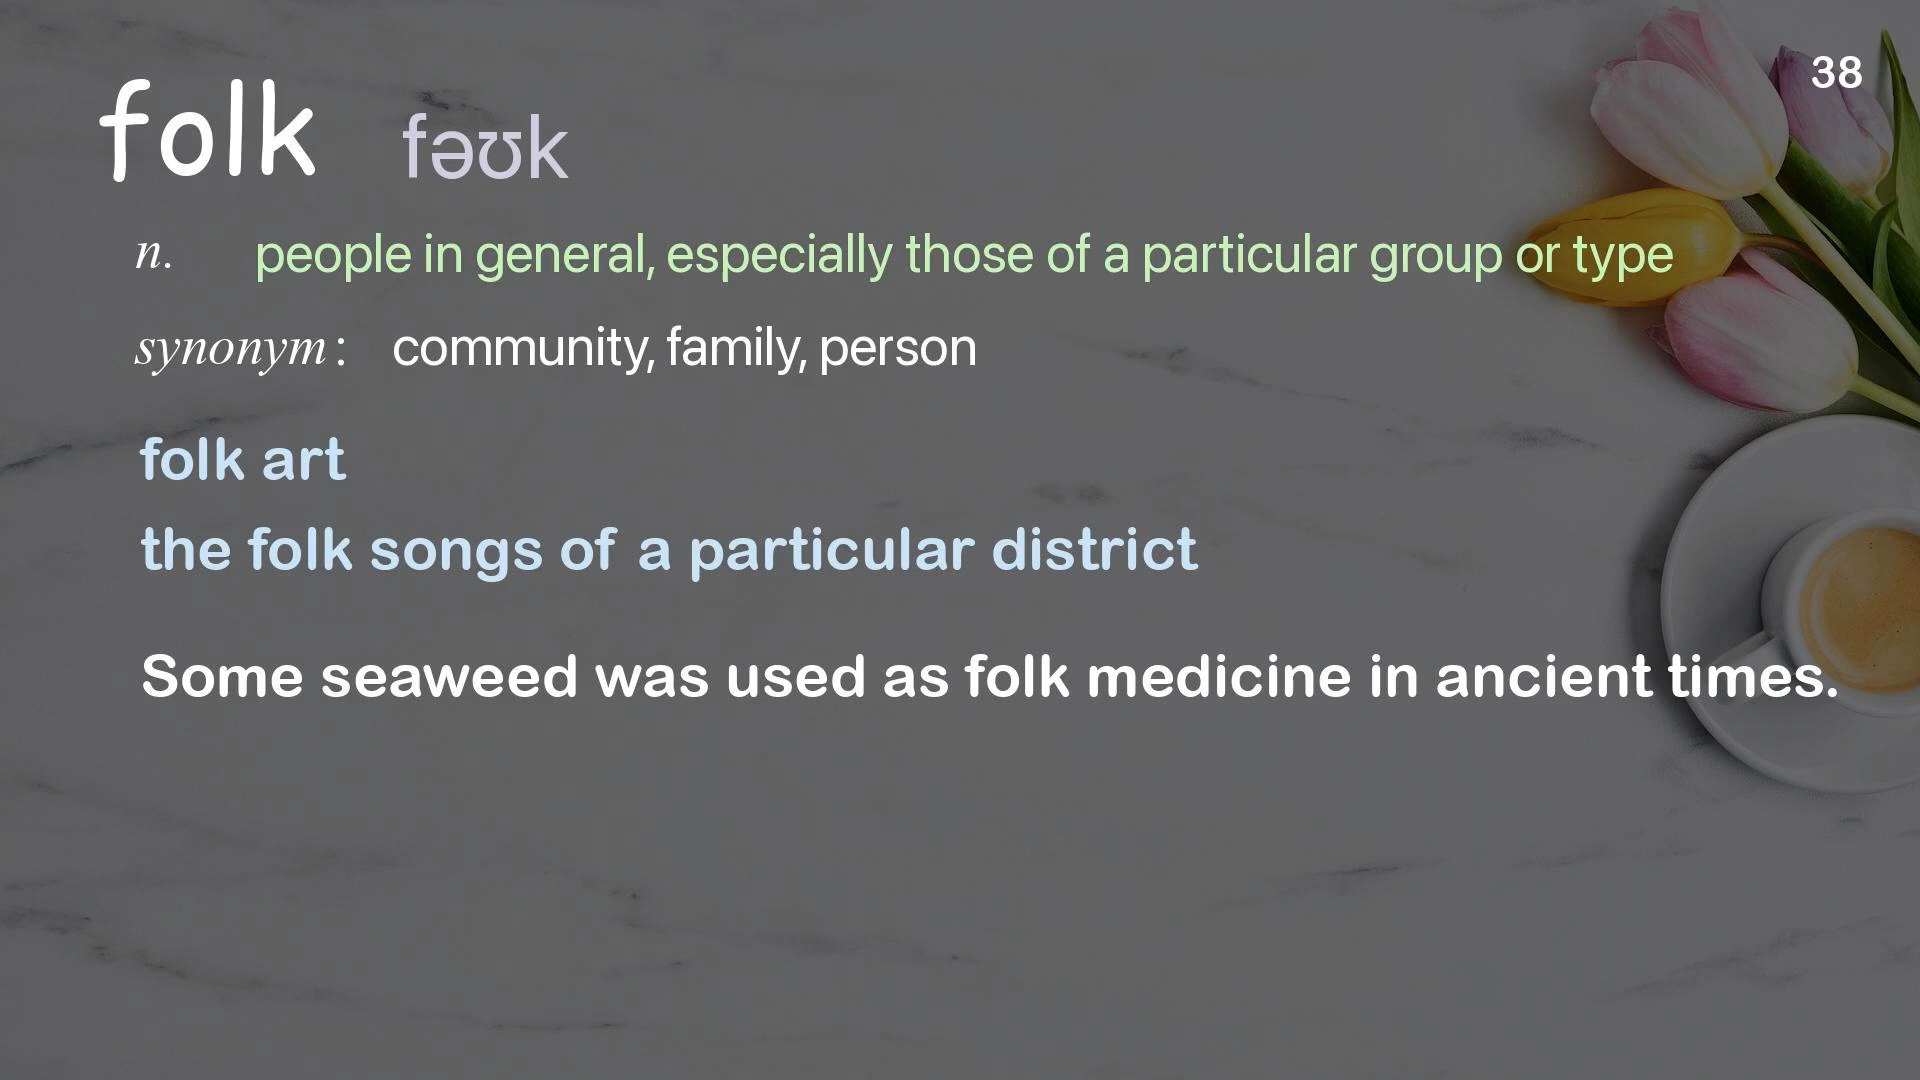 38
folk fəʊk
n. people in general, especially those of a particular group or type
synonym: community, family, person
folk art
the folk songs of a particular district
Some seaweed was used as folk medicine in ancient times.